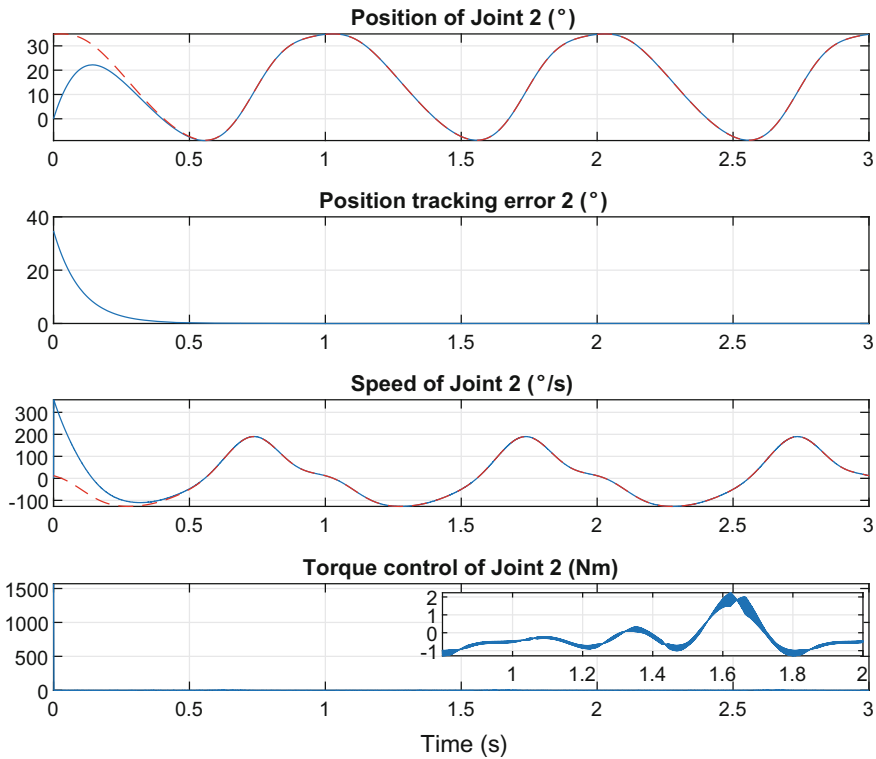 Position of Joint 2 (°)
30
20
10
0
0 0.5 1 1.5 2 2.5 3
Position tracking error 2 (°)
40
20
0
0 0.5 1 1.5 2 2.5 3
Speed of Joint 2 (°/s)
300
200
100
0
-100
0 0.5 1 1.5 2 2.5 3
Torque control of Joint 2 (Nm)
1500
1000
500
0
2
1
0
-1
1 1.2 1.4 1.6 1.8 2
0 0.5 1 1.5 2 2.5 3
Time (s)